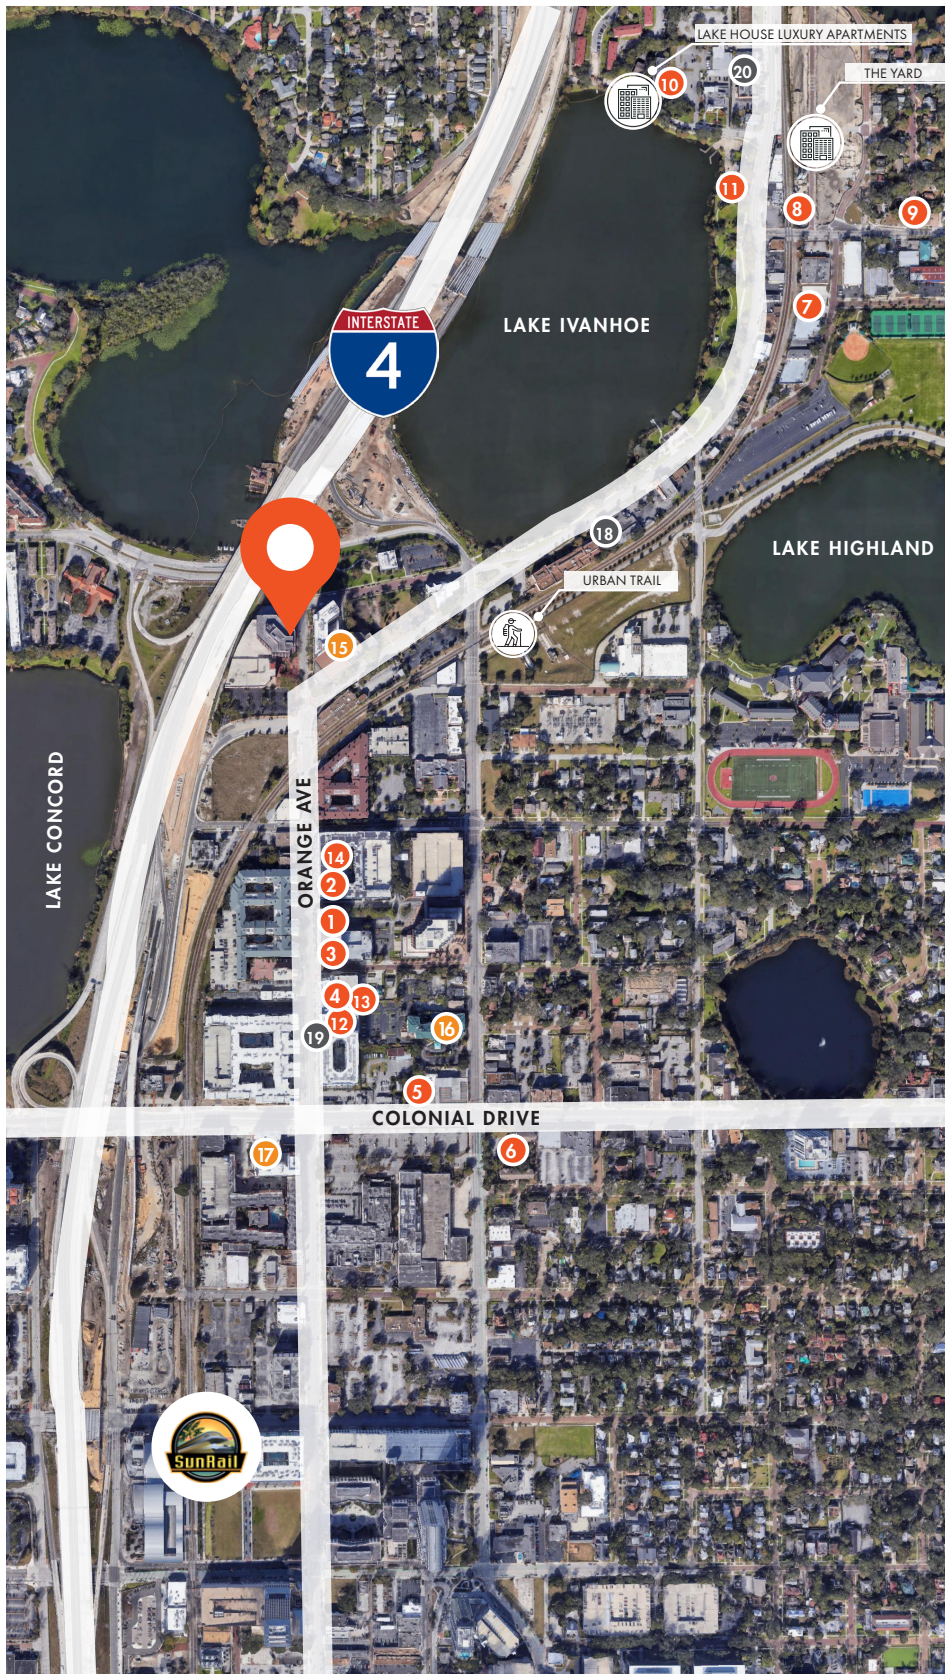 LAKE HOUSE LUXURY APARTMENTS
20
THE YARD
10
11
8
9
7
INTERSTATE
4
LAKE IVANHOE
18
LAKE HIGHLAND
URBAN TRAIL
15
LAKE CONCORD
ORANGE AVE
14
2
1
3
4
13
12
19
16
5
COLONIAL DRIVE
17
6
SunRail